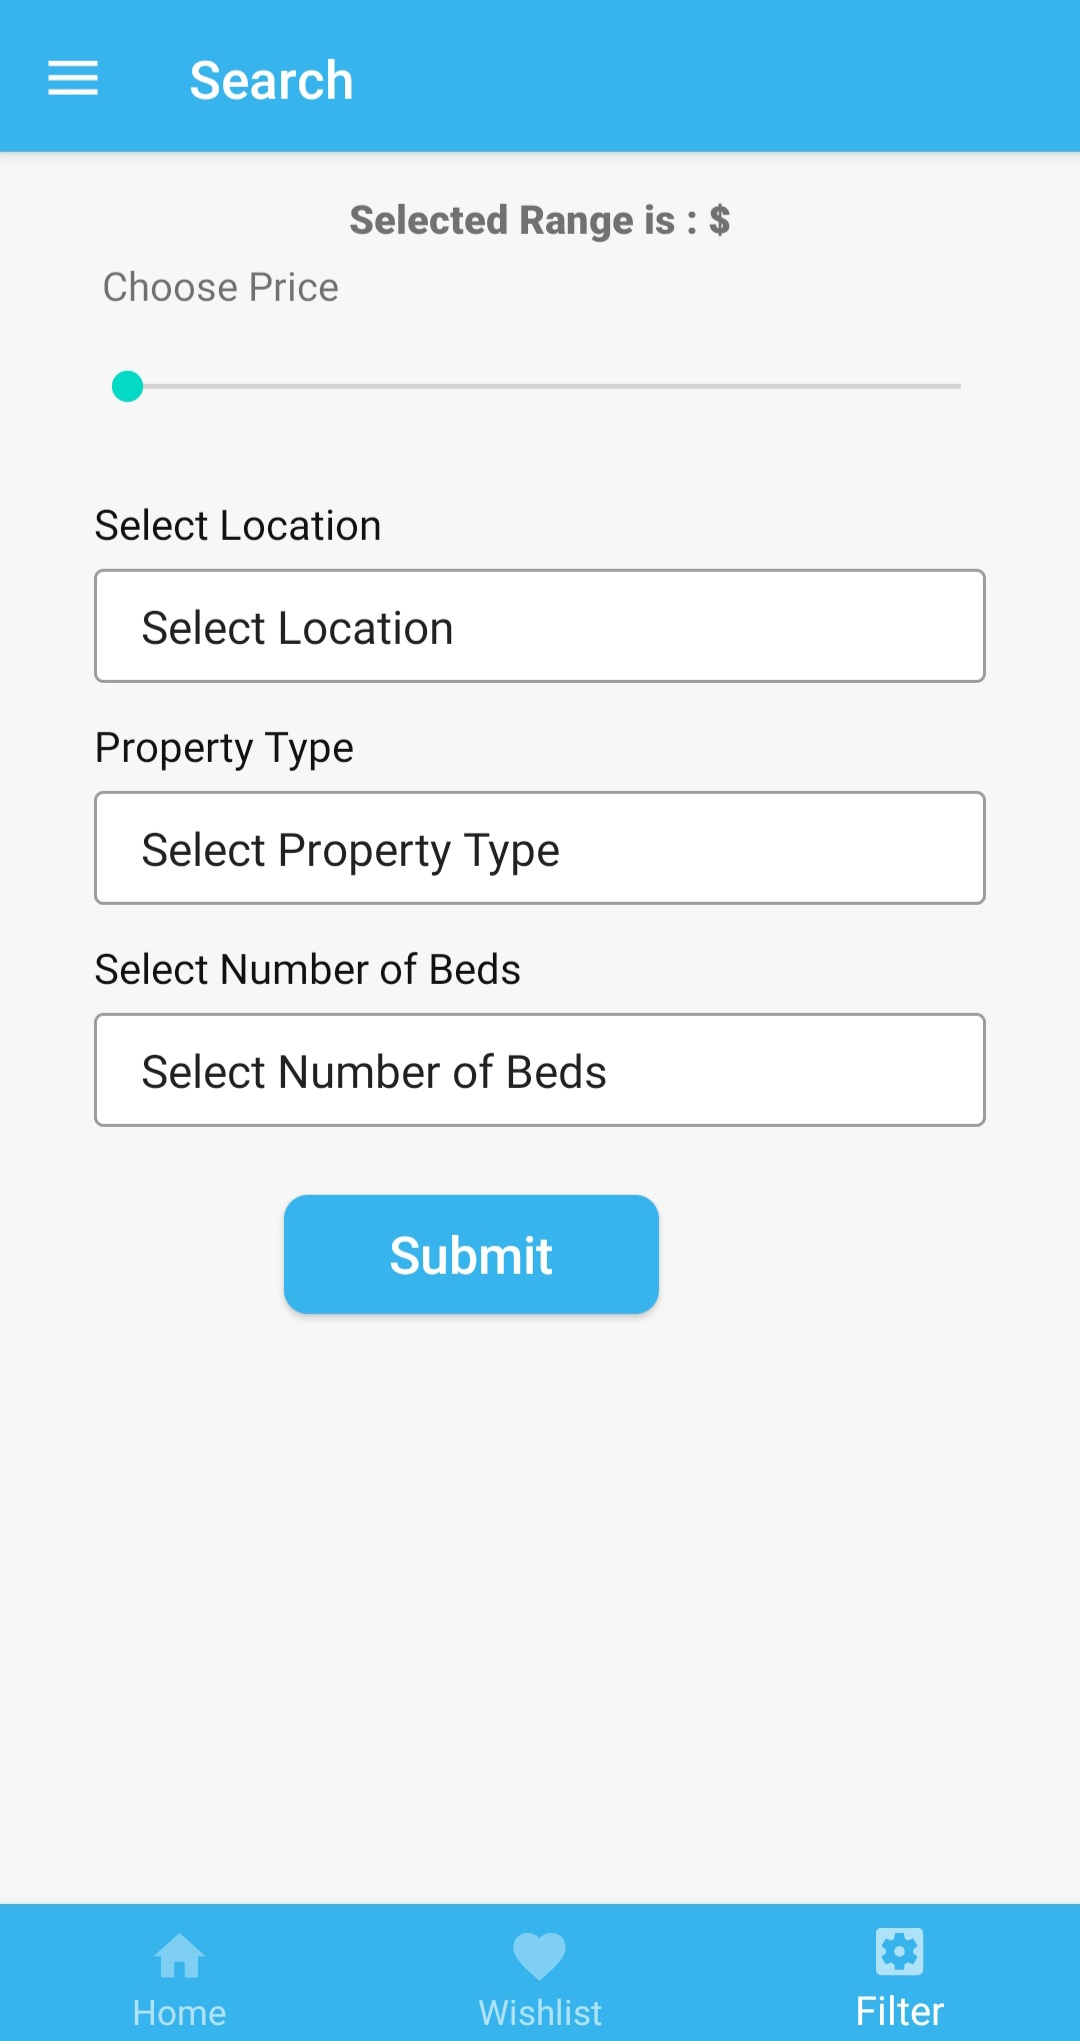 Search
Selected Range is : $
Choose Price
Select Location
Select Location
Property Type
Select Property Type
Select Number of Beds
Select Number of Beds
Submit
Home
Wishlist
Filter